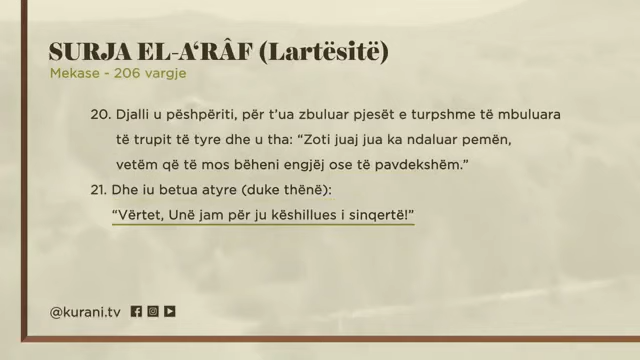 SURJA EL-A‘RÂF (Lartësitë)
Mekase - 206 vargje
20. Djalli u pëshpëriti, për t’ua zbuluar pjesët e turpshme të mbuluara
të trupit të tyre dhe u tha: “Zoti juaj jua ka ndaluar pemën,
vetëm që të mos bëheni engjëj ose të pavdekshëm.”
21. Dhe iu betua atyre (duke thënë):
“Vërtet, Unë jam për ju këshillues i sinqertë!”
@kurani.tv